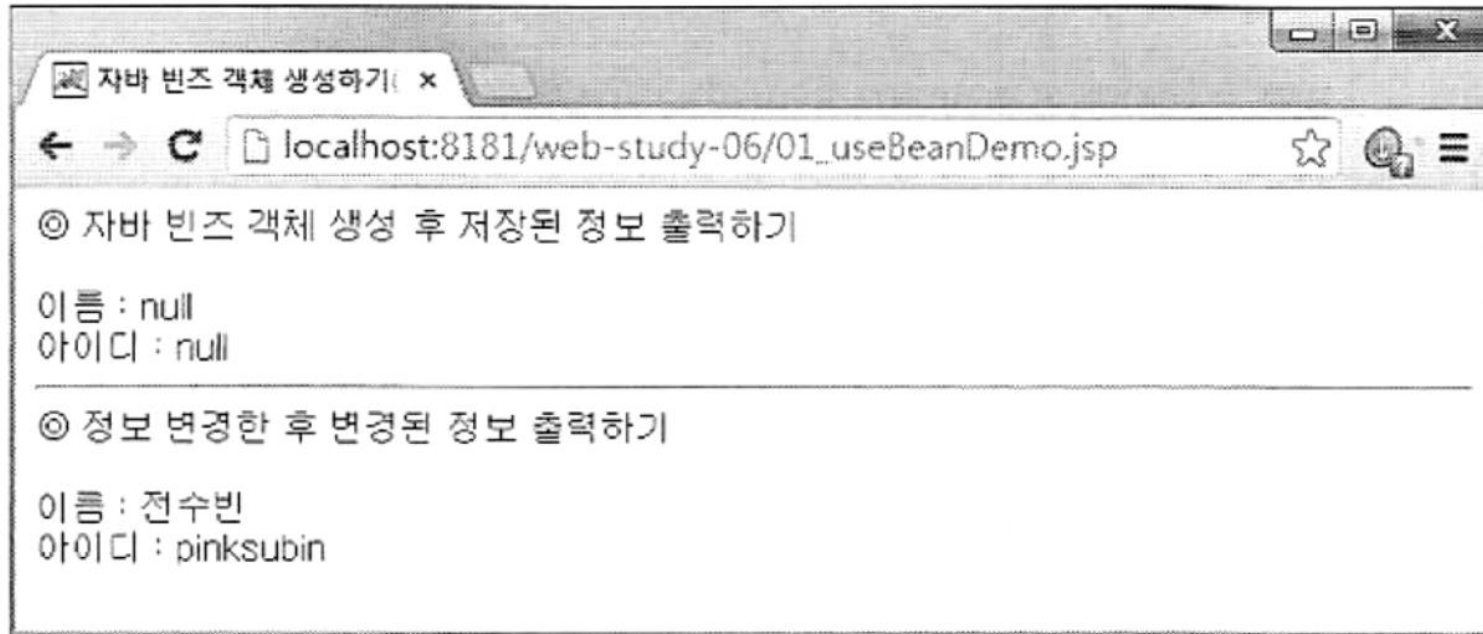 자바 빈즈 객체 생성하기(
localhost:8181/web-study-06/01_useBeanDemo.jsp
◎ 자바 빈즈 객체 생성 후 저장된 정보 출력하기
이름 : null
아이디 : null
◎ 정보 변경한 후 변경된 정보 출력하기
이름 : 전수빈
아이디 : pinksubin